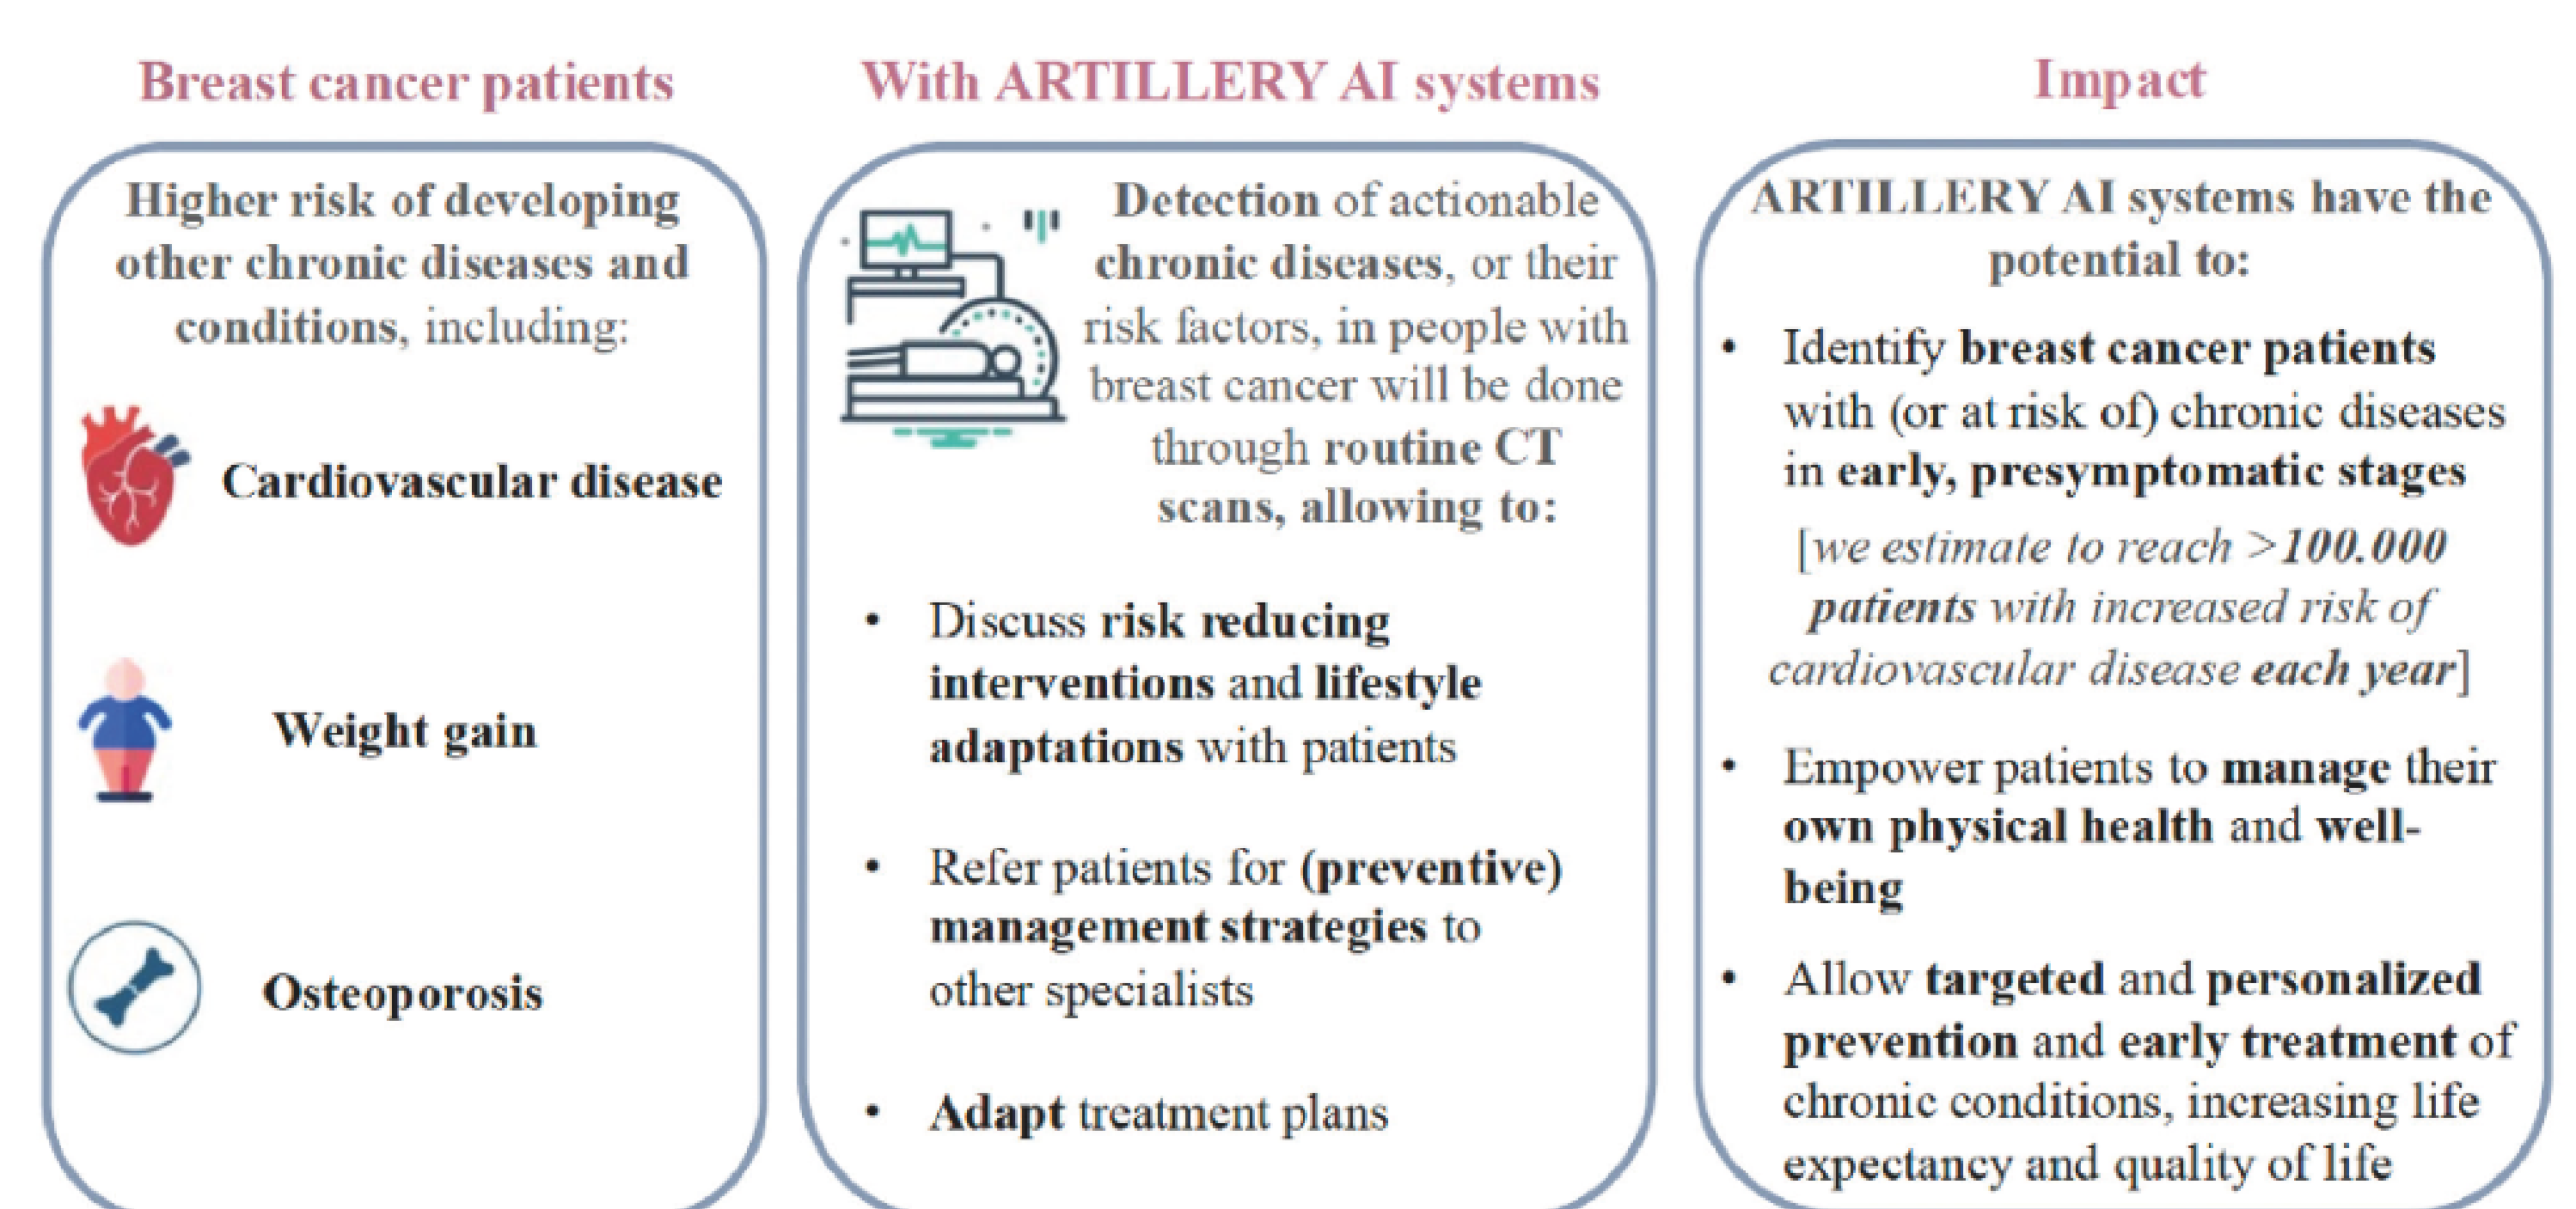 Breast cancer patients
Higher risk of developing
other chronic diseases and
conditions, including:
Cardiovascular disease
Weight gain
Osteoporosis
With ARTILLERY AI systems
Detection of actionable
chronic diseases, or their
risk factors, in people with
breast cancer will be done
through routine CT
scans, allowing to:
• Discuss risk reducing
interventions and lifestyle
adaptations with patients
• Refer patients for (preventive)
management strategies to
other specialists
• Adapt treatment plans
Impact
ARTILLERY AI systems have the
potential to:
• Identify breast cancer patients
with (or at risk of) chronic diseases
in early, presymptomatic stages
[we estimate to reach >100.000
patients with increased risk of
cardiovascular disease each year]
• Empower patients to manage their
own physical health and well-
being
• Allow targeted and personalized
prevention and early treatment of
chronic conditions, increasing life
expectancy and quality of life